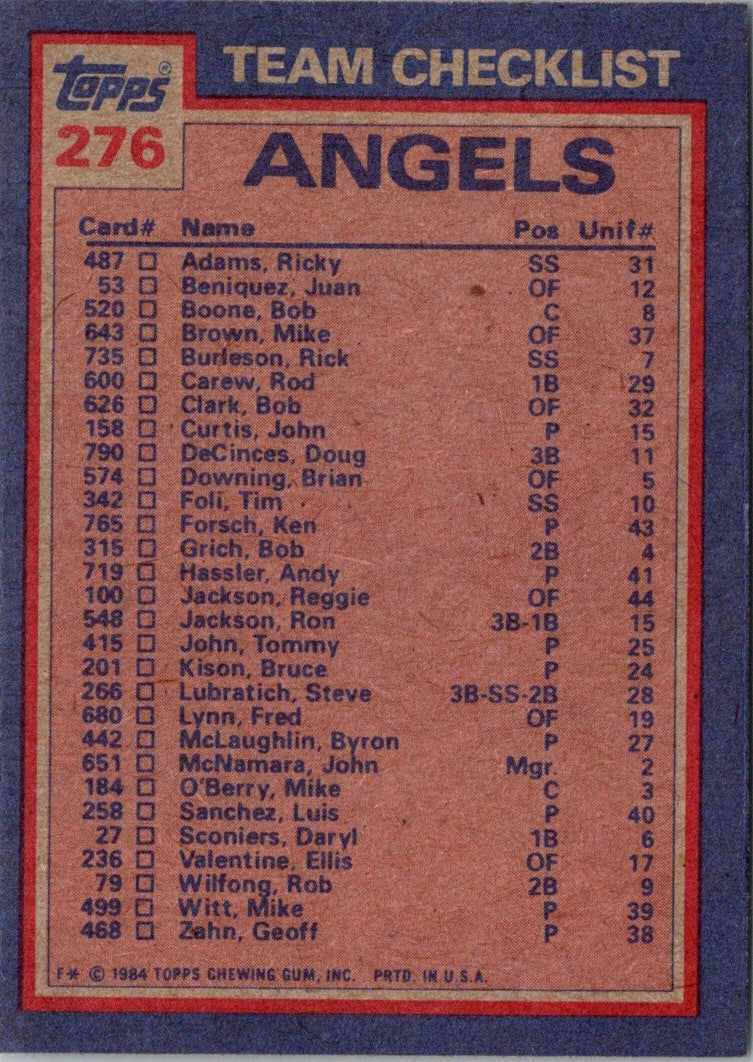 topps®
276
TEAM CHECKLIST
ANGELS
Card# Name Pos Unif#
487 Adams, Ricky SS 31
53 Beniquez, Juan OF 12
520 Boone, Bob C 8
643 Brown, Mike OF 37
735 Burleson, Rick SS 7
600 Carew, Rod 1B 29
626 Clark, Bob OF 32
158 Curtis, John P 15
790 DeCinces, Doug 3B 11
574 Downing, Brian OF 5
342 Foli, Tim SS 10
765 Forsch, Ken P 43
315 Grich, Bob 2B 4
719 Hassler, Andy P 41
100 Jackson, Reggie OF 44
548 Jackson, Ron 3B-1B 15
415 John, Tommy P 25
201 Kison, Bruce P 24
266 Lubratich, Steve 3B-SS-2B 28
680 Lynn, Fred OF 19
442 McLaughlin, Byron P 27
651 McNamara, John Mgr. 2
184 O'Berry, Mike C 3
258 Sanchez, Luis P 40
27 Sconiers, Daryl 1B 6
236 Valentine, Ellis OF 17
79 Wilfong, Rob 2B 9
499 Witt, Mike P 39
468 Zahn, Geoff P 38
F* © 1984 TOPPS CHEWING GUM, INC. PRTD. IN U.S.A.